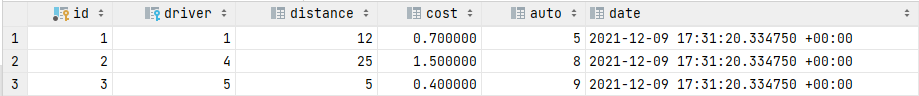 id driver distance cost auto date
1 1 1 12 0.700000 5 2021-12-09 17:31:20.334750 +00:00
2 2 4 25 1.500000 8 2021-12-09 17:31:20.334750 +00:00
3 3 5 5 0.400000 9 2021-12-09 17:31:20.334750 +00:00